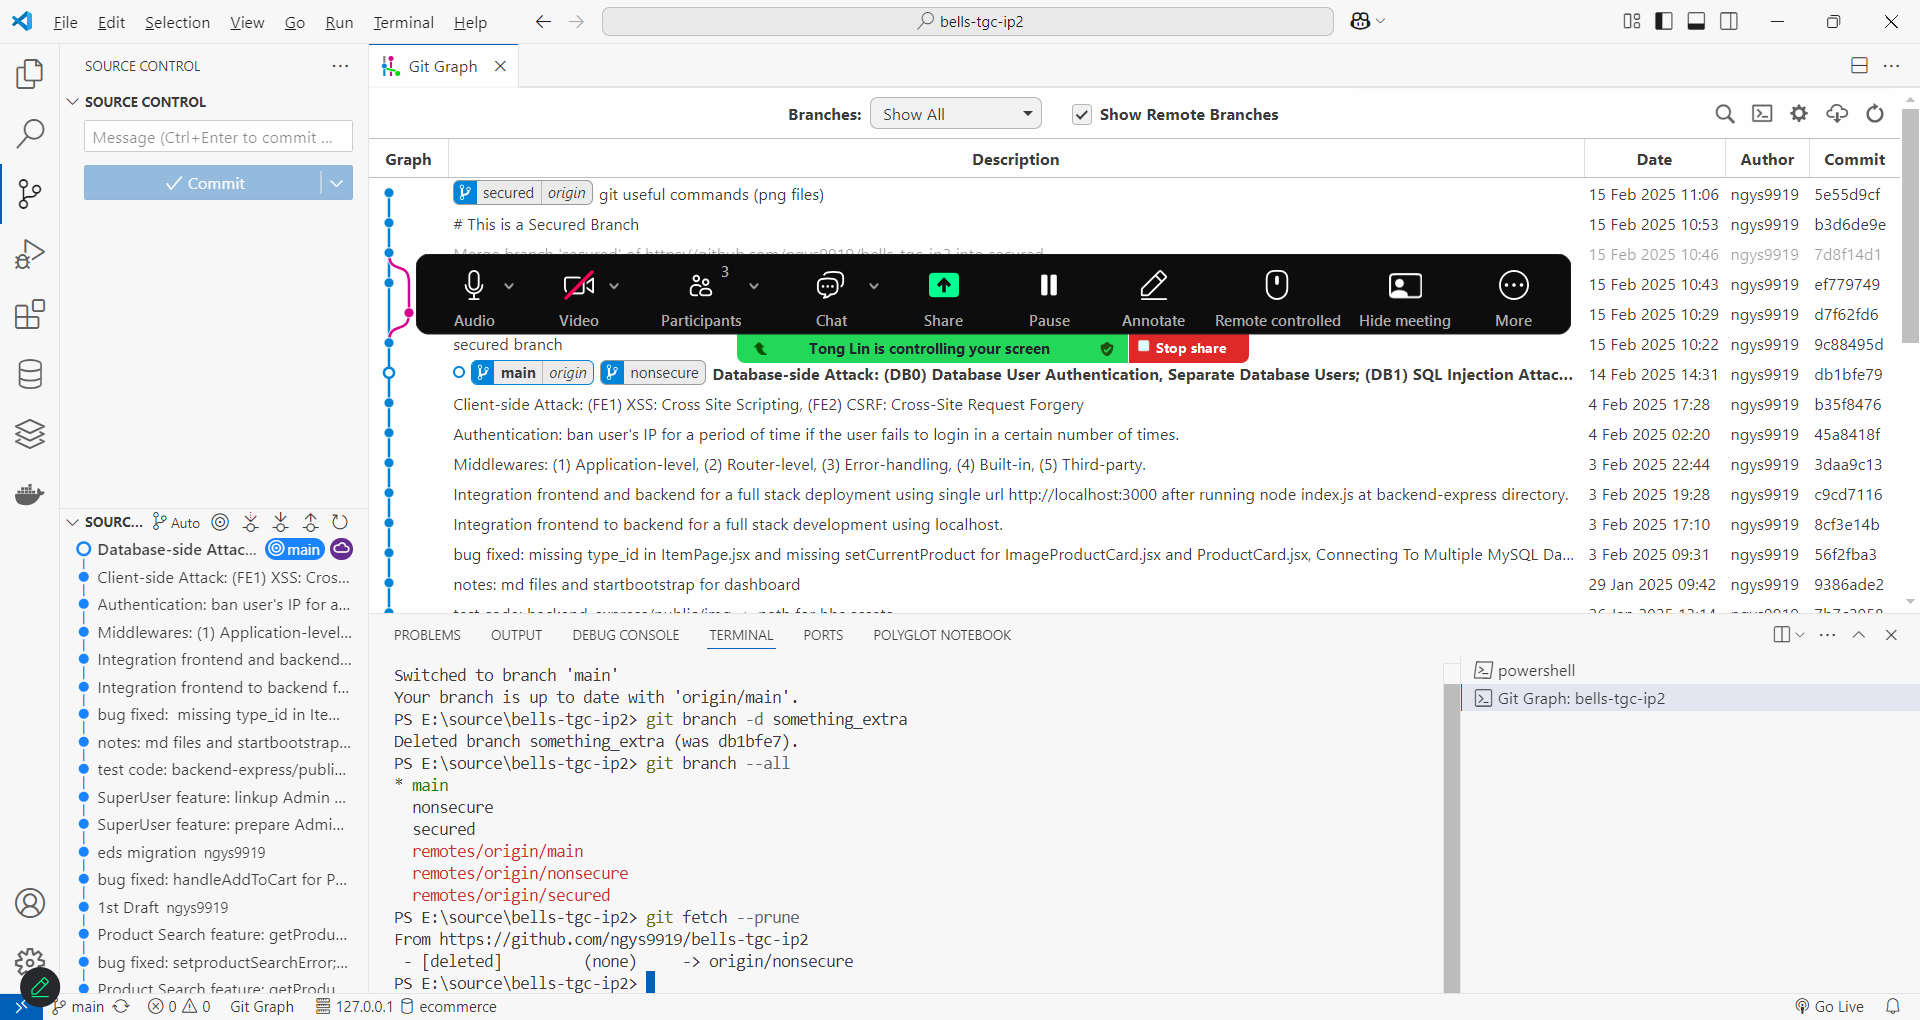 File Edit Selection View Go Run Terminal Help
bells-tgc-ip2
SOURCE CONTROL
SOURCE CONTROL
Message (Ctrl+Enter to commit ...
Commit
Git Graph
Branches: Show All Show Remote Branches
Graph Description Date Author Commit
secured origin git useful commands (png files) 15 Feb 2025 11:06 ngys9919 5e55d9cf
# This is a Secured Branch 15 Feb 2025 10:53 ngys9919 b3d6de9e
Merge branch 'secured' of https://github.com/ngys9919/bells-tgc-ip2 into secured 15 Feb 2025 10:46 ngys9919 7d8f14d1
15 Feb 2025 10:43 ngys9919 ef779749
15 Feb 2025 10:29 ngys9919 d7f62fd6
3
Audio Video Participants Chat Share Pause Annotate Remote controlled Hide meeting More
secured branch 15 Feb 2025 10:22 ngys9919 9c88495d
Tong Lin is controlling your screen Stop share
main origin nonsecure Database-side Attack: (DB0) Database User Authentication, Separate Database Users; (DB1) SQL Injection Attac... 14 Feb 2025 14:31 ngys9919 db1bfe79
Client-side Attack: (FE1) XSS: Cross Site Scripting, (FE2) CSRF: Cross-Site Request Forgery 4 Feb 2025 17:28 ngys9919 b35f8476
Authentication: ban user's IP for a period of time if the user fails to login in a certain number of times. 4 Feb 2025 02:20 ngys9919 45a8418f
Middlewares: (1) Application-level, (2) Router-level, (3) Error-handling, (4) Built-in, (5) Third-party. 3 Feb 2025 22:44 ngys9919 3daa9c13
Integration frontend and backend for a full stack deployment using single url http://localhost:3000 after running node index.js at backend-express directory. 3 Feb 2025 19:28 ngys9919 c9cd7116
Integration frontend to backend for a full stack development using localhost. 3 Feb 2025 17:10 ngys9919 8cf3e14b
bug fixed: missing type_id in ItemPage.jsx and missing setCurrentProduct for ImageProductCard.jsx and ProductCard.jsx, Connecting To Multiple MySQL Da... 3 Feb 2025 09:31 ngys9919 56f2fba3
notes: md files and startbootstrap for dashboard 29 Jan 2025 09:42 ngys9919 9386ade2
SOURC... Auto
Database-side Attac... main
Client-side Attack: (FE1) XSS: Cros...
Authentication: ban user's IP for a...
Middlewares: (1) Application-level...
Integration frontend and backend...
Integration frontend to backend f...
bug fixed: missing type_id in Ite...
notes: md files and startbootstrap...
test code: backend-express/publi...
SuperUser feature: linkup Admin ...
SuperUser feature: prepare Admi...
eds migration ngys9919
bug fixed: handleAddToCart for P...
1st Draft ngys9919
Product Search feature: getProdu...
bug fixed: setproductSearchError;...
Product Search feature: getProdu
PROBLEMS OUTPUT DEBUG CONSOLE TERMINAL PORTS POLYGLOT NOTEBOOK
Switched to branch 'main'
Your branch is up to date with 'origin/main'.
PS E:\source\bells-tgc-ip2> git branch -d something_extra
Deleted branch something_extra (was db1bfe7).
PS E:\source\bells-tgc-ip2> git branch --all
* main
nonsecure
secured
remotes/origin/main
remotes/origin/nonsecure
remotes/origin/secured
PS E:\source\bells-tgc-ip2> git fetch --prune
From https://github.com/ngys9919/bells-tgc-ip2
- [deleted] (none) -> origin/nonsecure
PS E:\source\bells-tgc-ip2>
powershell
Git Graph: bells-tgc-ip2
main 0 0 Git Graph 127.0.0.1 ecommerce Go Live